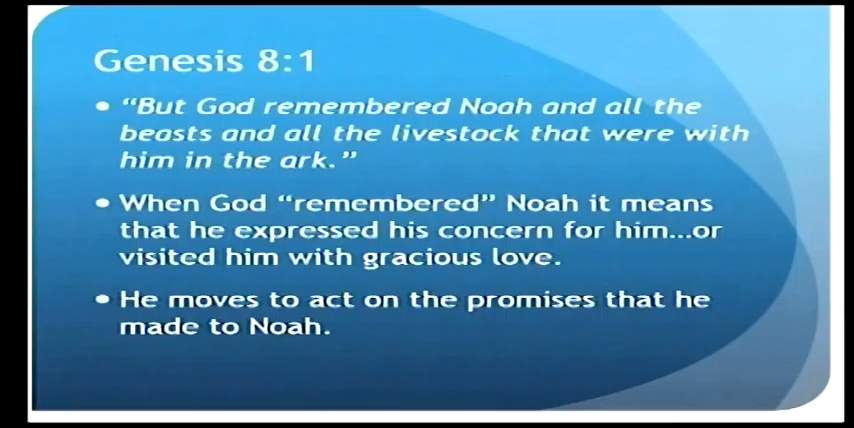 Genesis 8:1
• “But God remembered Noah and all the
beasts and all the livestock that were with
him in the ark.”
• When God “remembered” Noah it means
that he expressed his concern for him...or
visited him with gracious love.
• He moves to act on the promises that he
made to Noah.